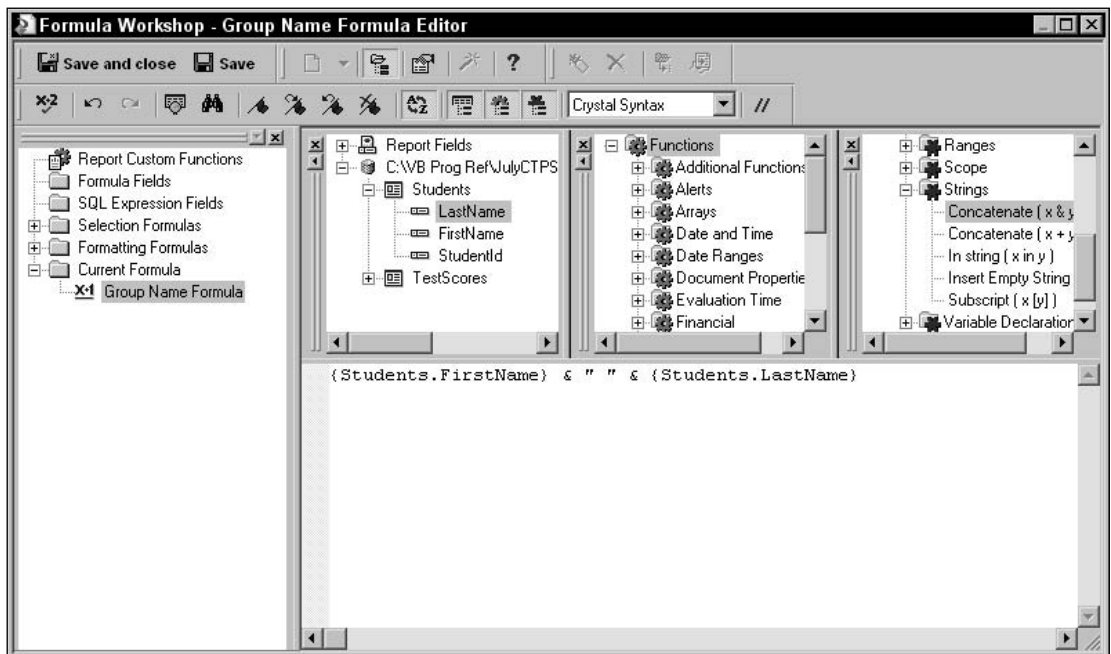 Formula Workshop - Group Name Formula Editor
Save and close Save ?
x-2 A Z Crystal Syntax //
Report Custom Functions
Formula Fields
SQL Expression Fields
Selection Formulas
Formatting Formulas
Current Formula
x-1 Group Name Formula
Report Fields
C:\VB Prog Ref\JulyCTPS
Students
LastName
FirstName
StudentId
TestScores
Functions
Additional Functions
Alerts
Arrays
Date and Time
Date Ranges
Document Propertie
Evaluation Time
Financial
Ranges
Scope
Strings
Concatenate ( x & y
Concatenate ( x + y
In string ( x in y )
Insert Empty String
Subscript ( x [y] )
Variable Declaration
{Students.FirstName} & " " & {Students.LastName}